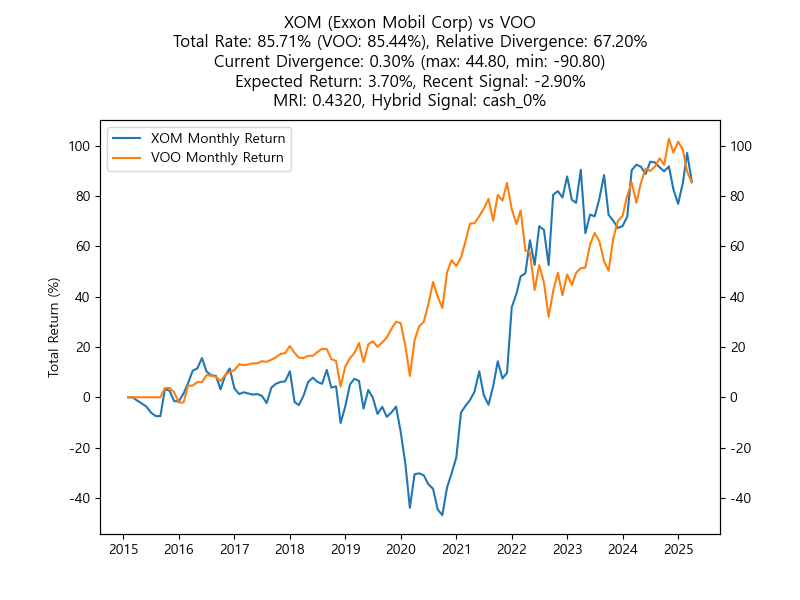 XOM (Exxon Mobil Corp) vs VOO
Total Rate: 85.71% (VOO: 85.44%), Relative Divergence: 67.20%
Current Divergence: 0.30% (max: 44.80, min: -90.80)
Expected Return: 3.70%, Recent Signal: -2.90%
MRI: 0.4320, Hybrid Signal: cash_0%
XOM Monthly Return
VOO Monthly Return
Total Return (%)
100
80
60
40
20
0
-20
-40
100
80
60
40
20
0
-20
-40
2015 2016 2017 2018 2019 2020 2021 2022 2023 2024 2025